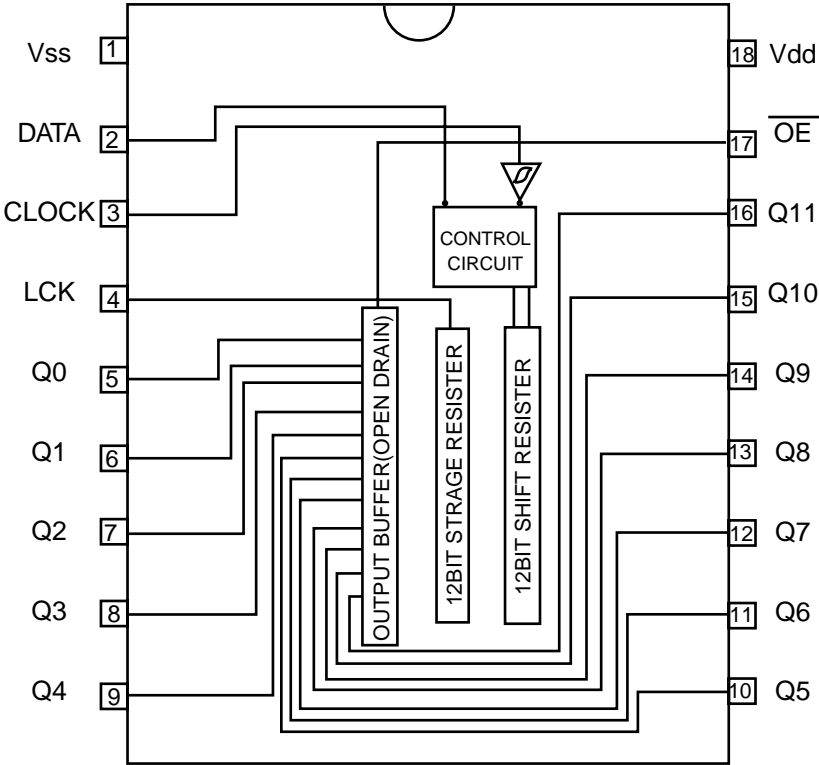 Vss 1
18 Vdd
DATA 2
17 OE
CLOCK 3
16 Q11
CONTROL
CIRCUIT
LCK 4
15 Q10
OUTPUT BUFFER(OPEN DRAIN)
12BIT STRAGE RESISTER
12BIT SHIFT RESISTER
Q0 5
14 Q9
Q1 6
13 Q8
Q2 7
12 Q7
Q3 8
11 Q6
Q4 9
10 Q5